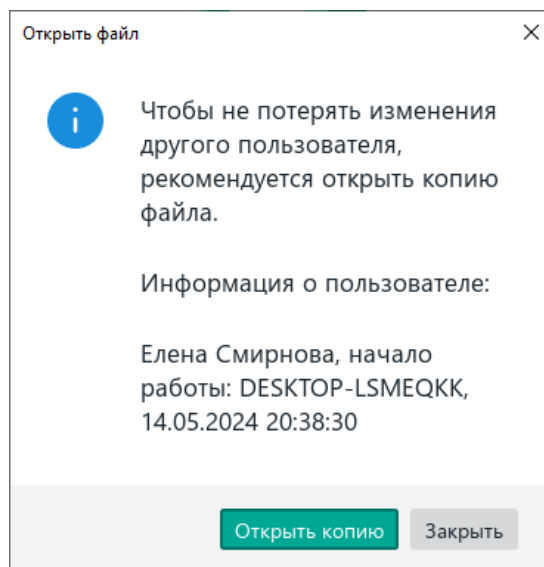 Открыть файл
Чтобы не потерять изменения
другого пользователя,
рекомендуется открыть копию
файла.
Информация о пользователе:
Елена Смирнова, начало
работы: DESKTOP-LSMEQKK,
14.05.2024 20:38:30
Открыть копию Закрыть